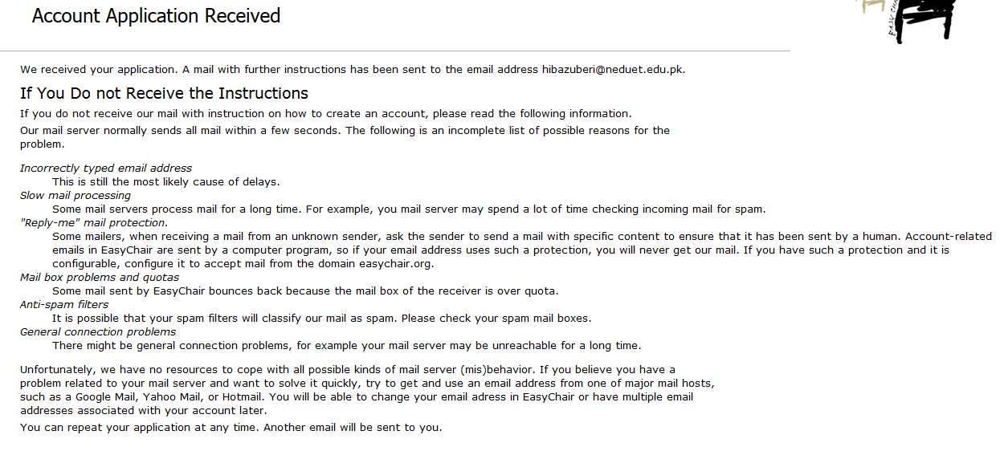 Account Application Received
EASY CHA
We received your application. A mail with further instructions has been sent to the email address hibazuberi@neduet.edu.pk.
If You Do not Receive the Instructions
If you do not receive our mail with instruction on how to create an account, please read the following information.
Our mail server normally sends all mail within a few seconds. The following is an incomplete list of possible reasons for the
problem.
Incorrectly typed email address
This is still the most likely cause of delays.
Slow mail processing
Some mail servers process mail for a long time. For example, you mail server may spend a lot of time checking incoming mail for spam.
"Reply-me" mail protection.
Some mailers, when receiving a mail from an unknown sender, ask the sender to send a mail with specific content to ensure that it has been sent by a human. Account-related
emails in EasyChair are sent by a computer program, so if your email address uses such a protection, you will never get our mail. If you have such a protection and it is
configurable, configure it to accept mail from the domain easychair.org.
Mail box problems and quotas
Some mail sent by EasyChair bounces back because the mail box of the receiver is over quota.
Anti-spam filters
It is possible that your spam filters will classify our mail as spam. Please check your spam mail boxes.
General connection problems
There might be general connection problems, for example your mail server may be unreachable for a long time.
Unfortunately, we have no resources to cope with all possible kinds of mail server (mis)behavior. If you believe you have a
problem related to your mail server and want to solve it quickly, try to get and use an email address from one of major mail hosts,
such as a Google Mail, Yahoo Mail, or Hotmail. You will be able to change your email adress in EasyChair or have multiple email
addresses associated with your account later.
You can repeat your application at any time. Another email will be sent to you.